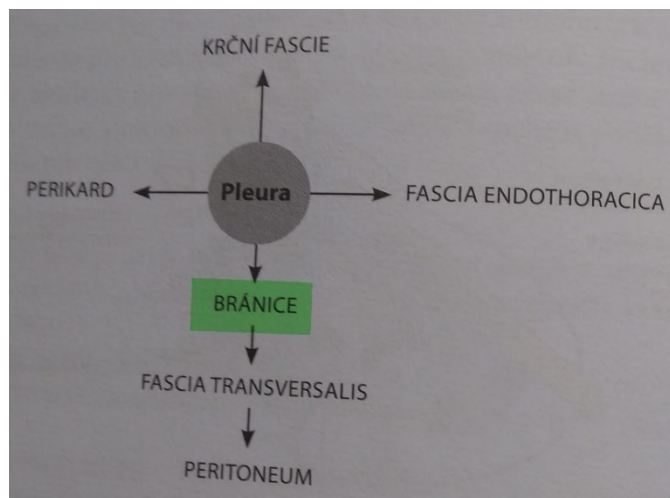 KRČNÍ FASCIE
PERIKARD
Pleura
FASCIA ENDOTHORACICA
BRÁNICE
FASCIA TRANSVERSALIS
PERITONEUM